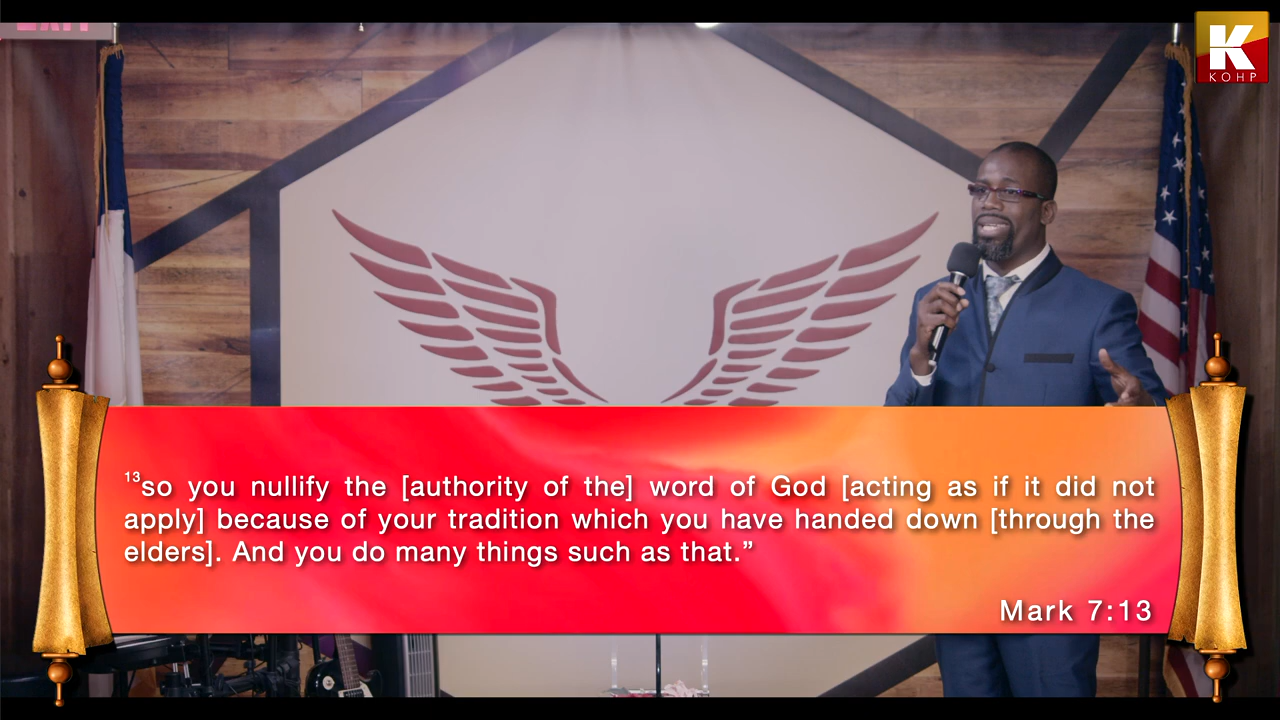 EXIT
K
KOHP
13so you nullify the [authority of the] word of God [acting as if it did not
apply] because of your tradition which you have handed down [through the
elders]. And you do many things such as that.”
Mark 7:13